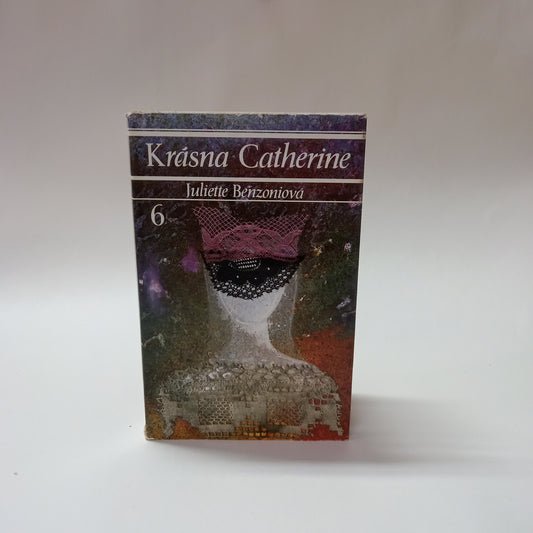 Krásna Catherine
Juliette Benzoniová
6